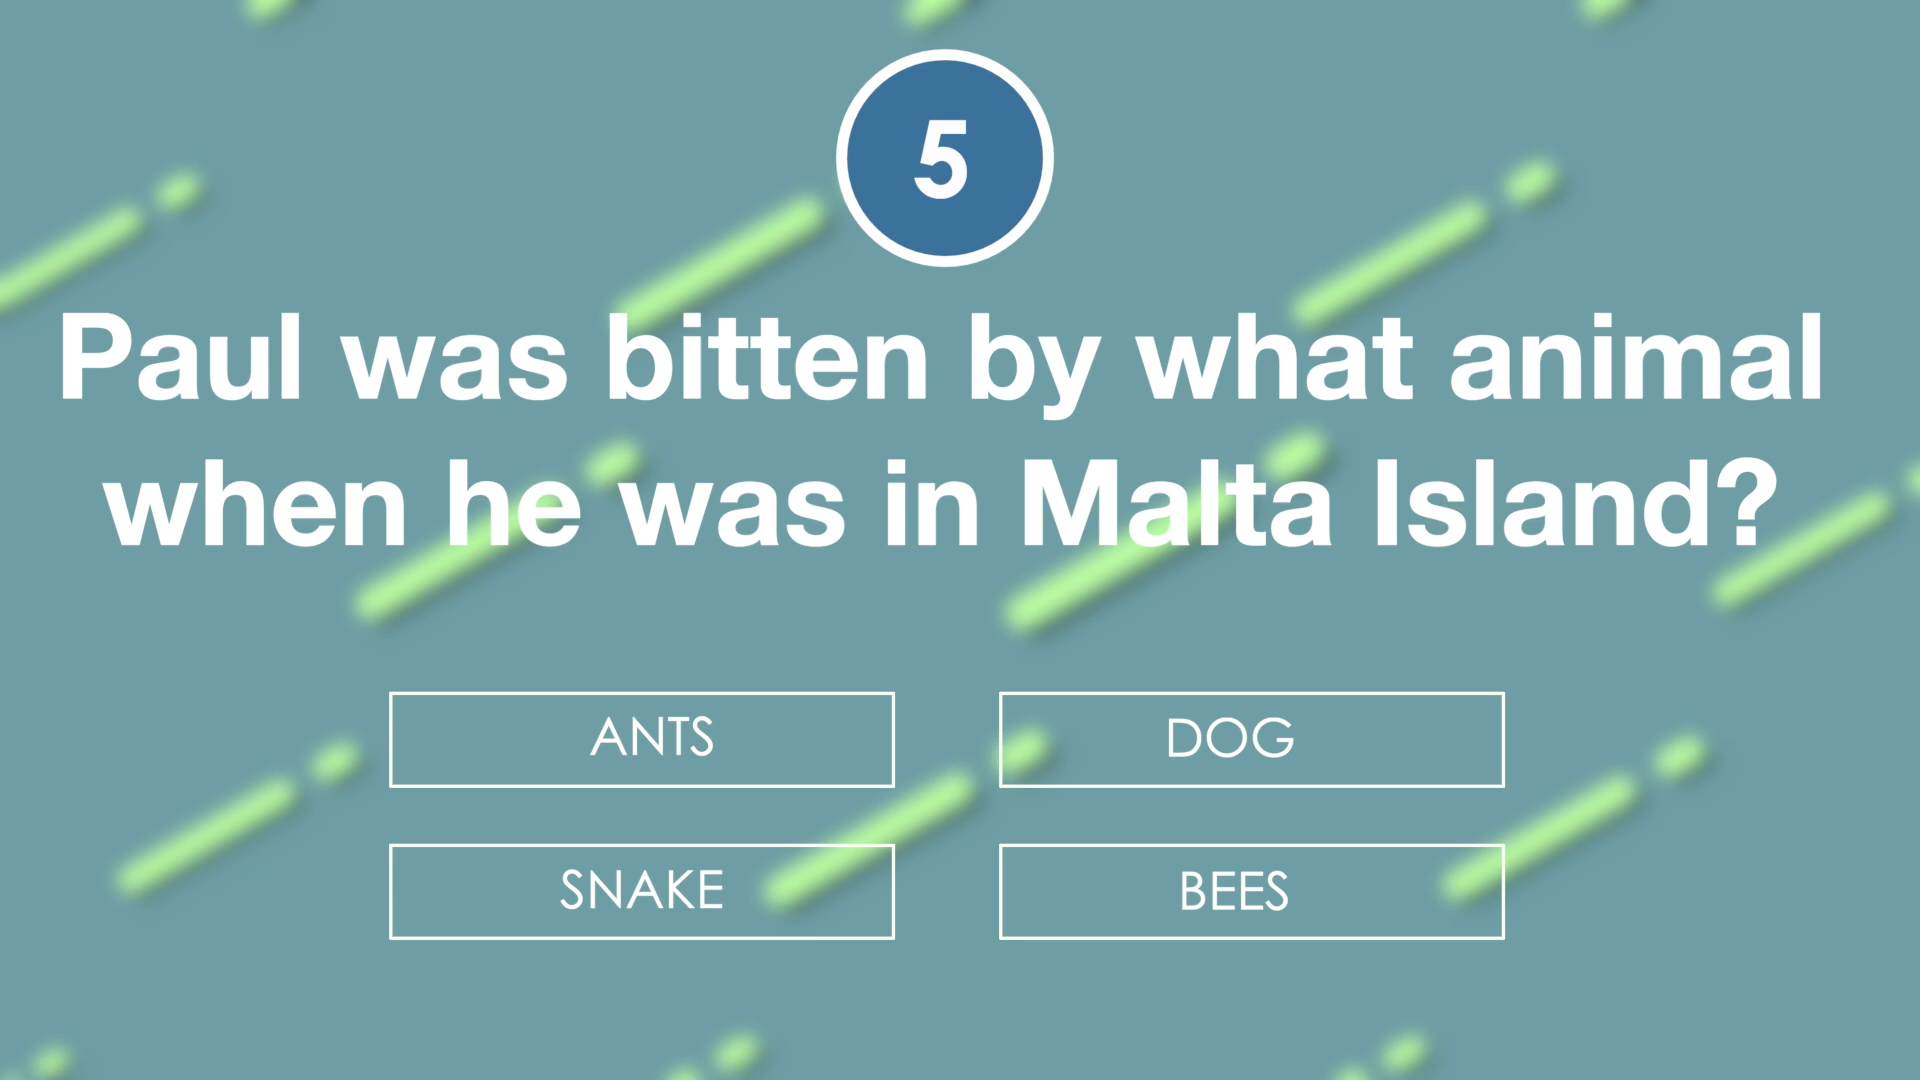 5
Paul was bitten by what animal
when he was in Malta Island?
ANTS
DOG
SNAKE
BEES